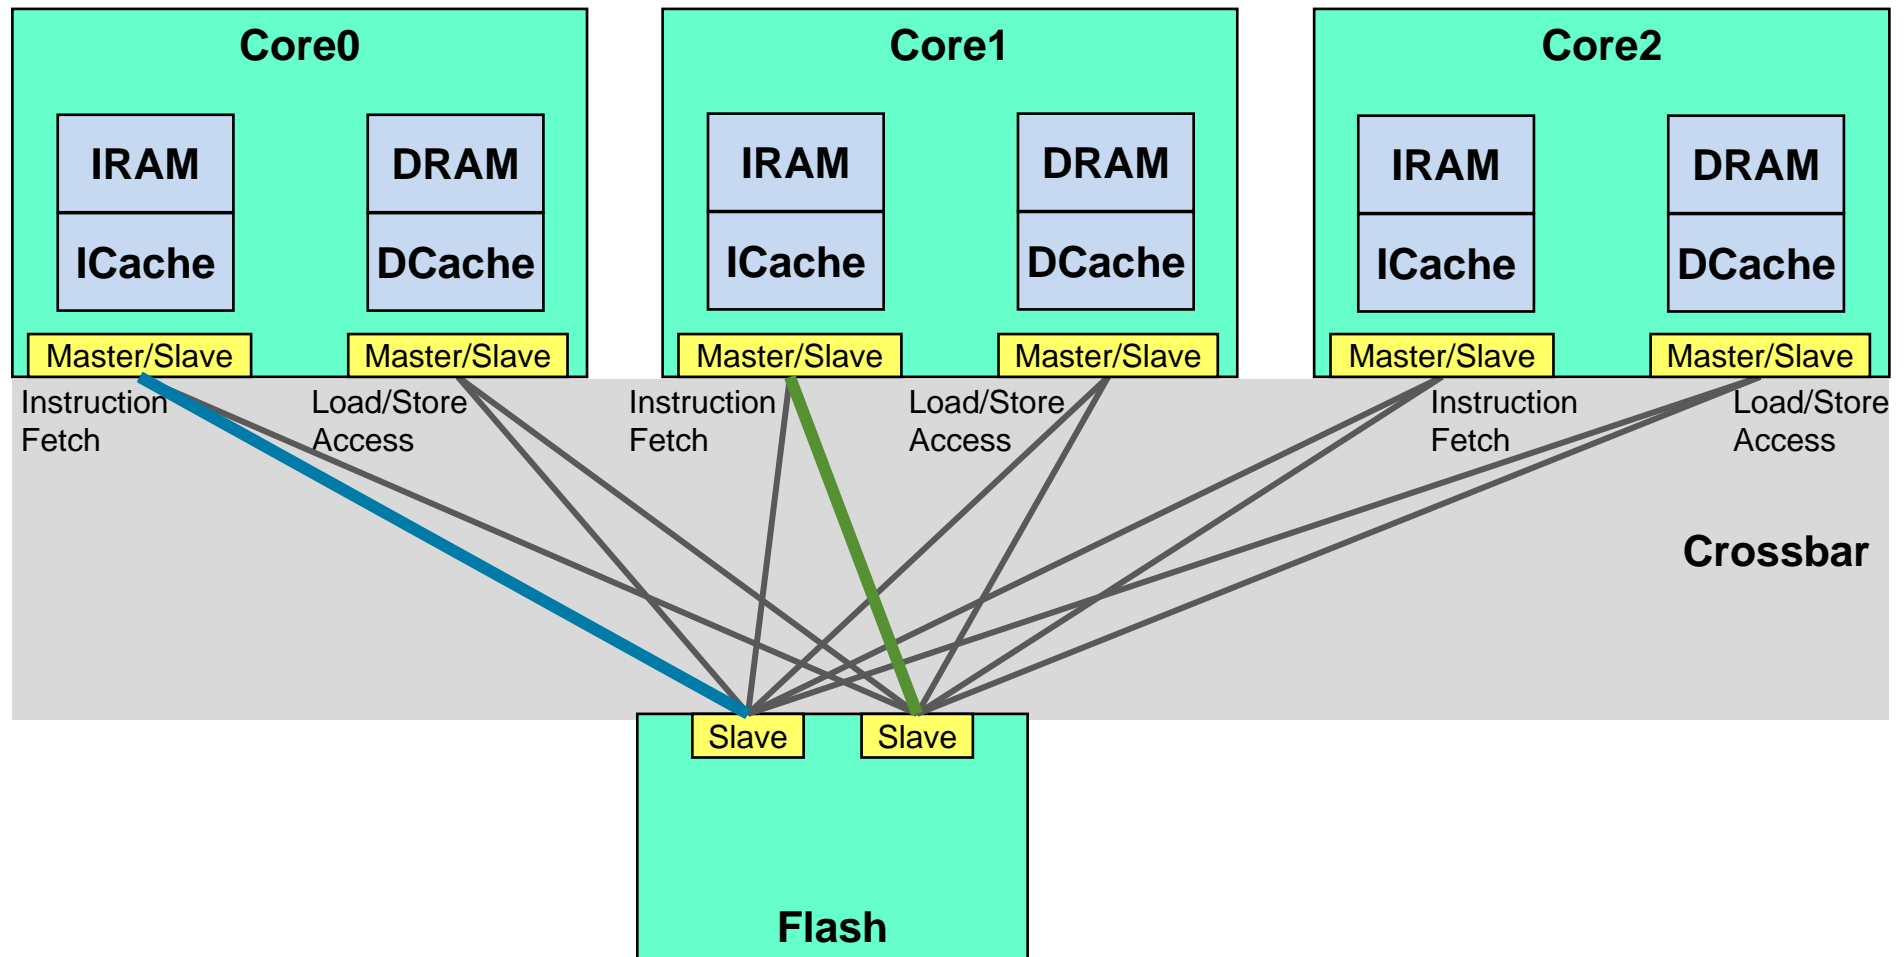 Core0
IRAM
DRAM
ICache
DCache
Master/Slave
Master/Slave
Instruction
Fetch
Load/Store
Access
Core1
IRAM
DRAM
ICache
DCache
Master/Slave
Master/Slave
Instruction
Fetch
Load/Store
Access
Core2
IRAM
DRAM
ICache
DCache
Master/Slave
Master/Slave
Instruction
Fetch
Load/Store
Access
Crossbar
Slave
Slave
Flash